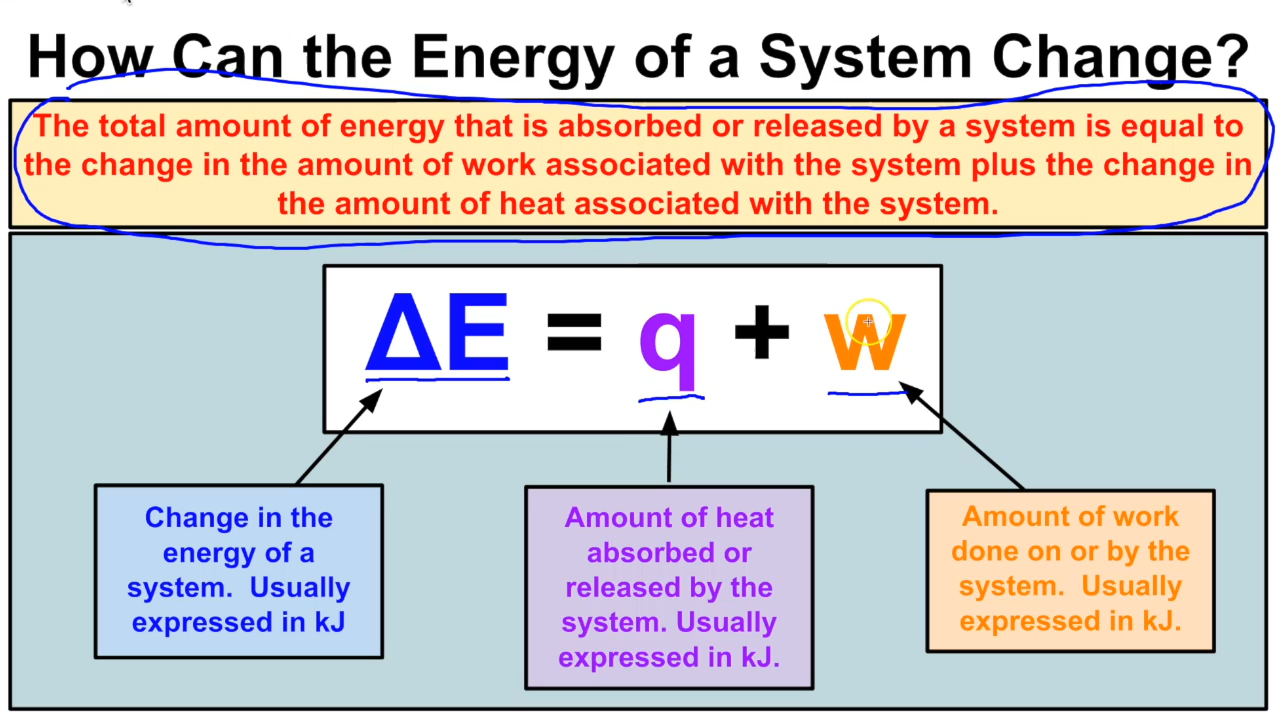 How Can the Energy of a System Change?
The total amount of energy that is absorbed or released by a system is equal to
the change in the amount of work associated with the system plus the change in
the amount of heat associated with the system.
ΔE = q + w
Change in the
energy of a
system.  Usually
expressed in kJ
Amount of heat
absorbed or
released by the
system. Usually
expressed in kJ.
Amount of work
done on or by the
system.  Usually
expressed in kJ.